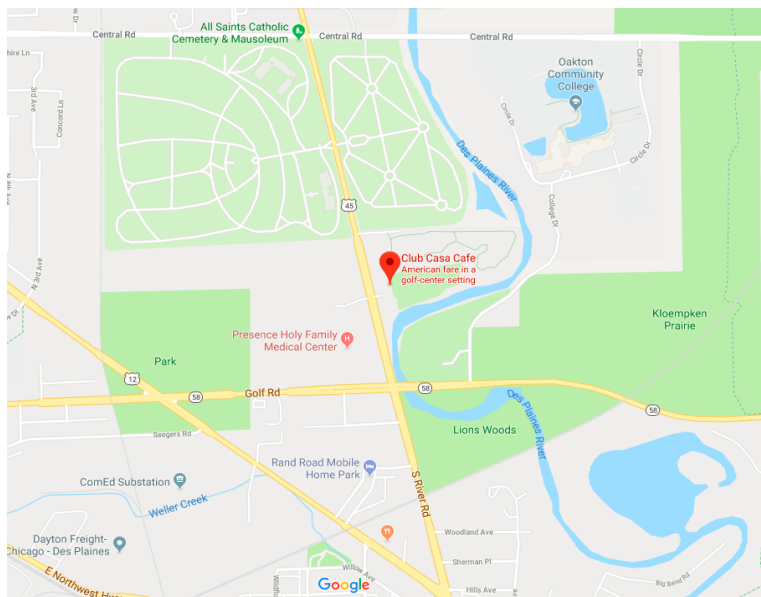 All Saints Catholic
Cemetery & Mausoleum
Central Rd
Central Rd
Central Rd
Oakton
Community
College
3rd Ave
Concord Ln
Circle Dr
Circle Dr
Circle Dr
Des Plaines River
College Dr
45
Club Casa Cafe
American fare in a
golf-center setting
N 3rd Ave
Kloempken
Prairie
Presence Holy Family
Medical Center
H
Park
12
58
Golf Rd
58
58
Des Plaines River
Lions Woods
Seegers Rd
Rand Road Mobile
Home Park
ComEd Substation
Weller Creek
S River Rd
Dayton Freight-
Chicago - Des Plaines
Woodland Ave
Sherman Pl
Willow Ave
Big Bend Rd
E Northwest
Google
Hills Ave